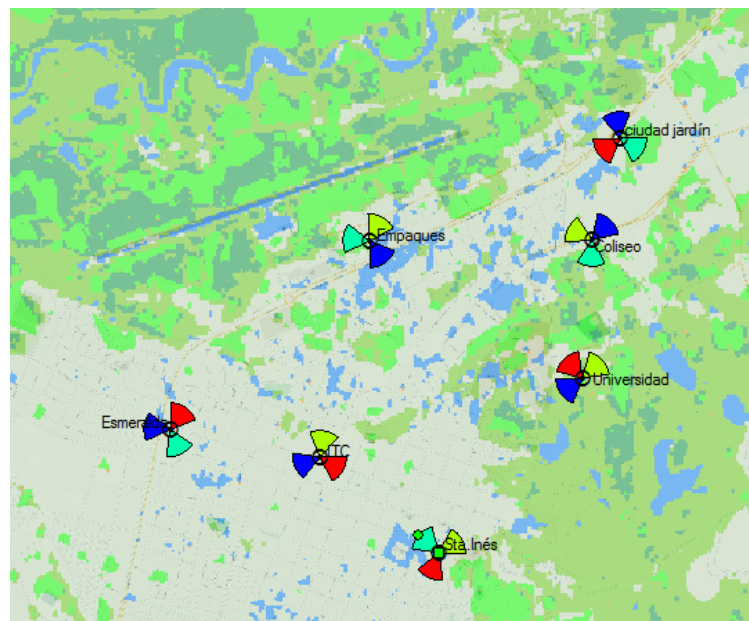 ciudad jardín
Empaques
Coliseo
Universidad
Esmeralda
ITC
Sta.Inés